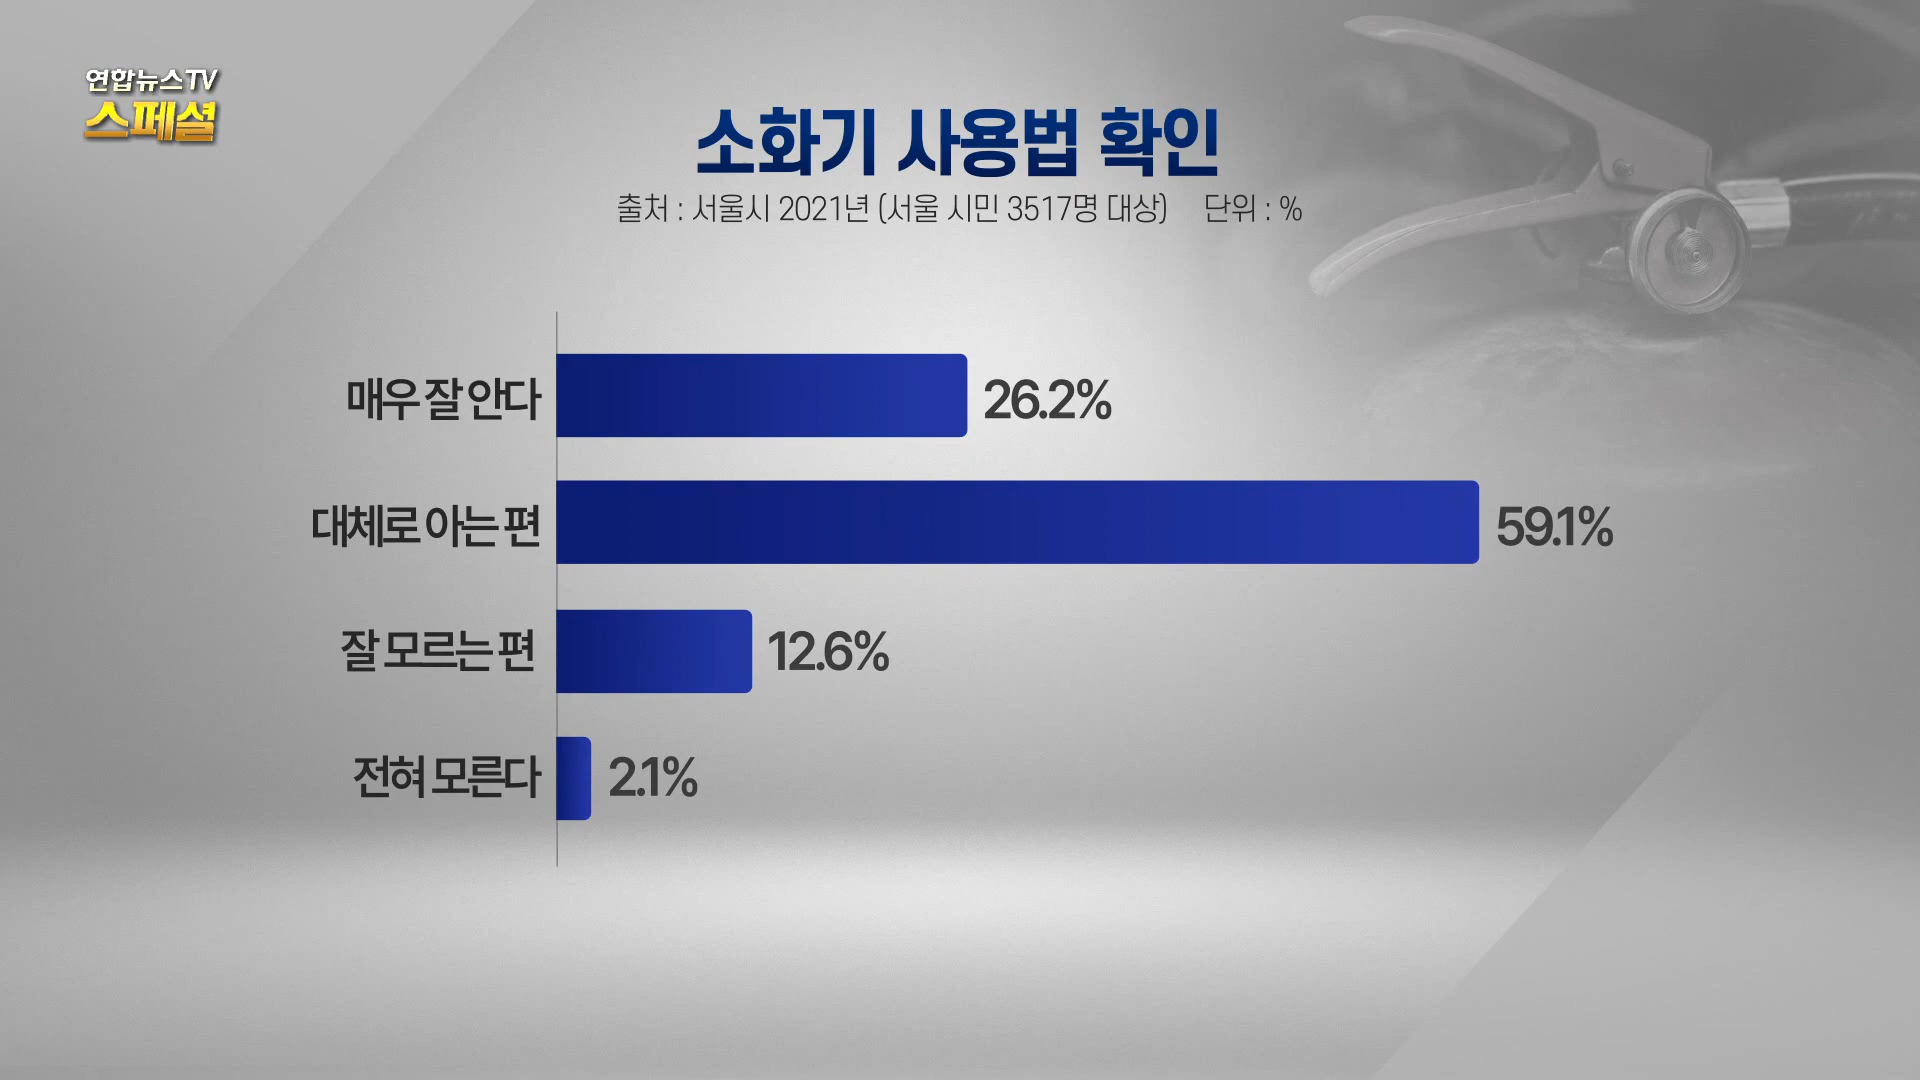 연합뉴스TV
스페셜
소화기 사용법 확인
출처 : 서울시 2021년 (서울 시민 3517명 대상) 단위 : %
매우 잘 안다 26.2%
대체로 아는 편 59.1%
잘 모르는 편 12.6%
전혀 모른다 2.1%